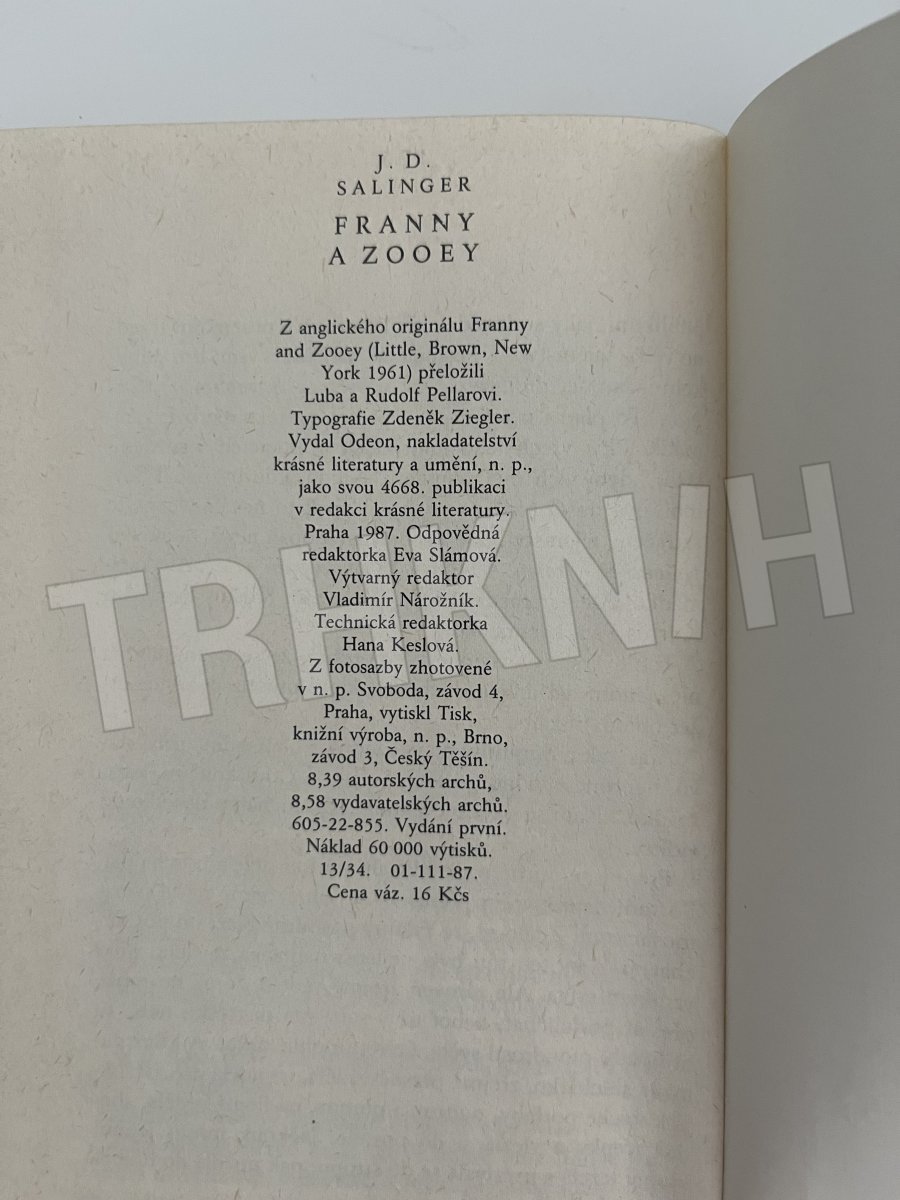 J. D.
SALINGER
FRANNY
A ZOOEY
Z anglického originálu Franny
and Zooey (Little, Brown, New
York 1961) přeložili
Luba a Rudolf Pellarovi.
Typografie Zdeněk Ziegler.
Vydal Odeon, nakladatelství
krásné literatury a umění, n. p.,
jako svou 4668. publikaci
v redakci krásné literatury.
Praha 1987. Odpovědná
redaktorka Eva Slámová.
Výtvarný redaktor
Vladimír Nárožník.
Technická redaktorka
Hana Keslová.
Z fotosazby zhotovené
v n. p. Svoboda, závod 4,
Praha, vytiskl Tisk,
knižní výroba, n. p., Brno,
závod 3, Český Těšín.
8,39 autorských archů,
8,58 vydavatelských archů.
605-22-855. Vydání první.
Náklad 60 000 výtisků.
13/34. 01-111-87.
Cena váz. 16 Kčs
TRHKNIH